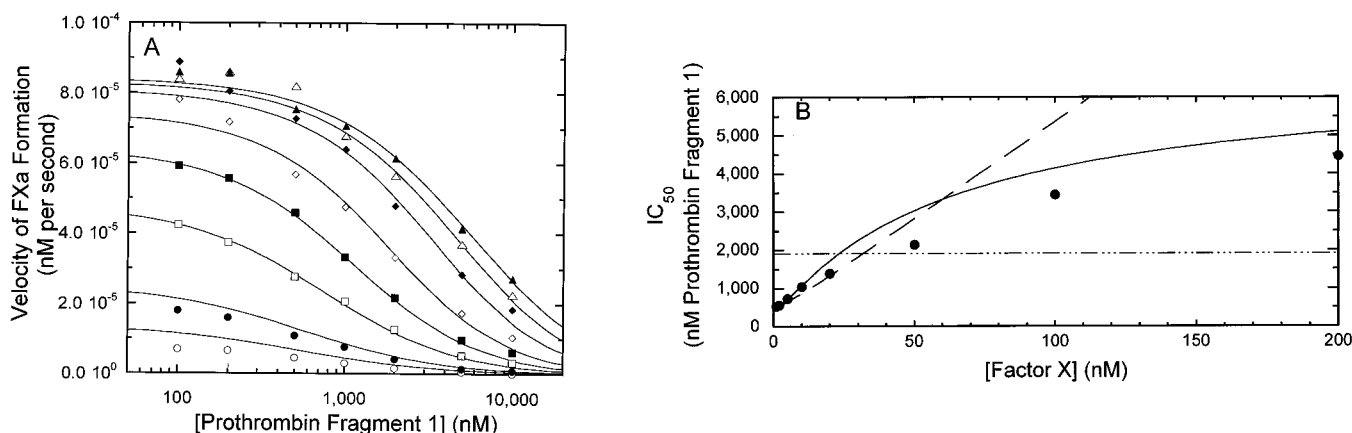 A
1.0 10⁻⁴
8.0 10⁻⁵
6.0 10⁻⁵
4.0 10⁻⁵
2.0 10⁻⁵
0.0 10⁰
Velocity of FXa Formation
(nM per second)
100
1,000
10,000
[Prothrombin Fragment 1] (nM)
B
6,000
5,000
4,000
3,000
2,000
1,000
0
IC50
(nM Prothrombin Fragment 1)
0
50
100
150
200
[Factor X] (nM)